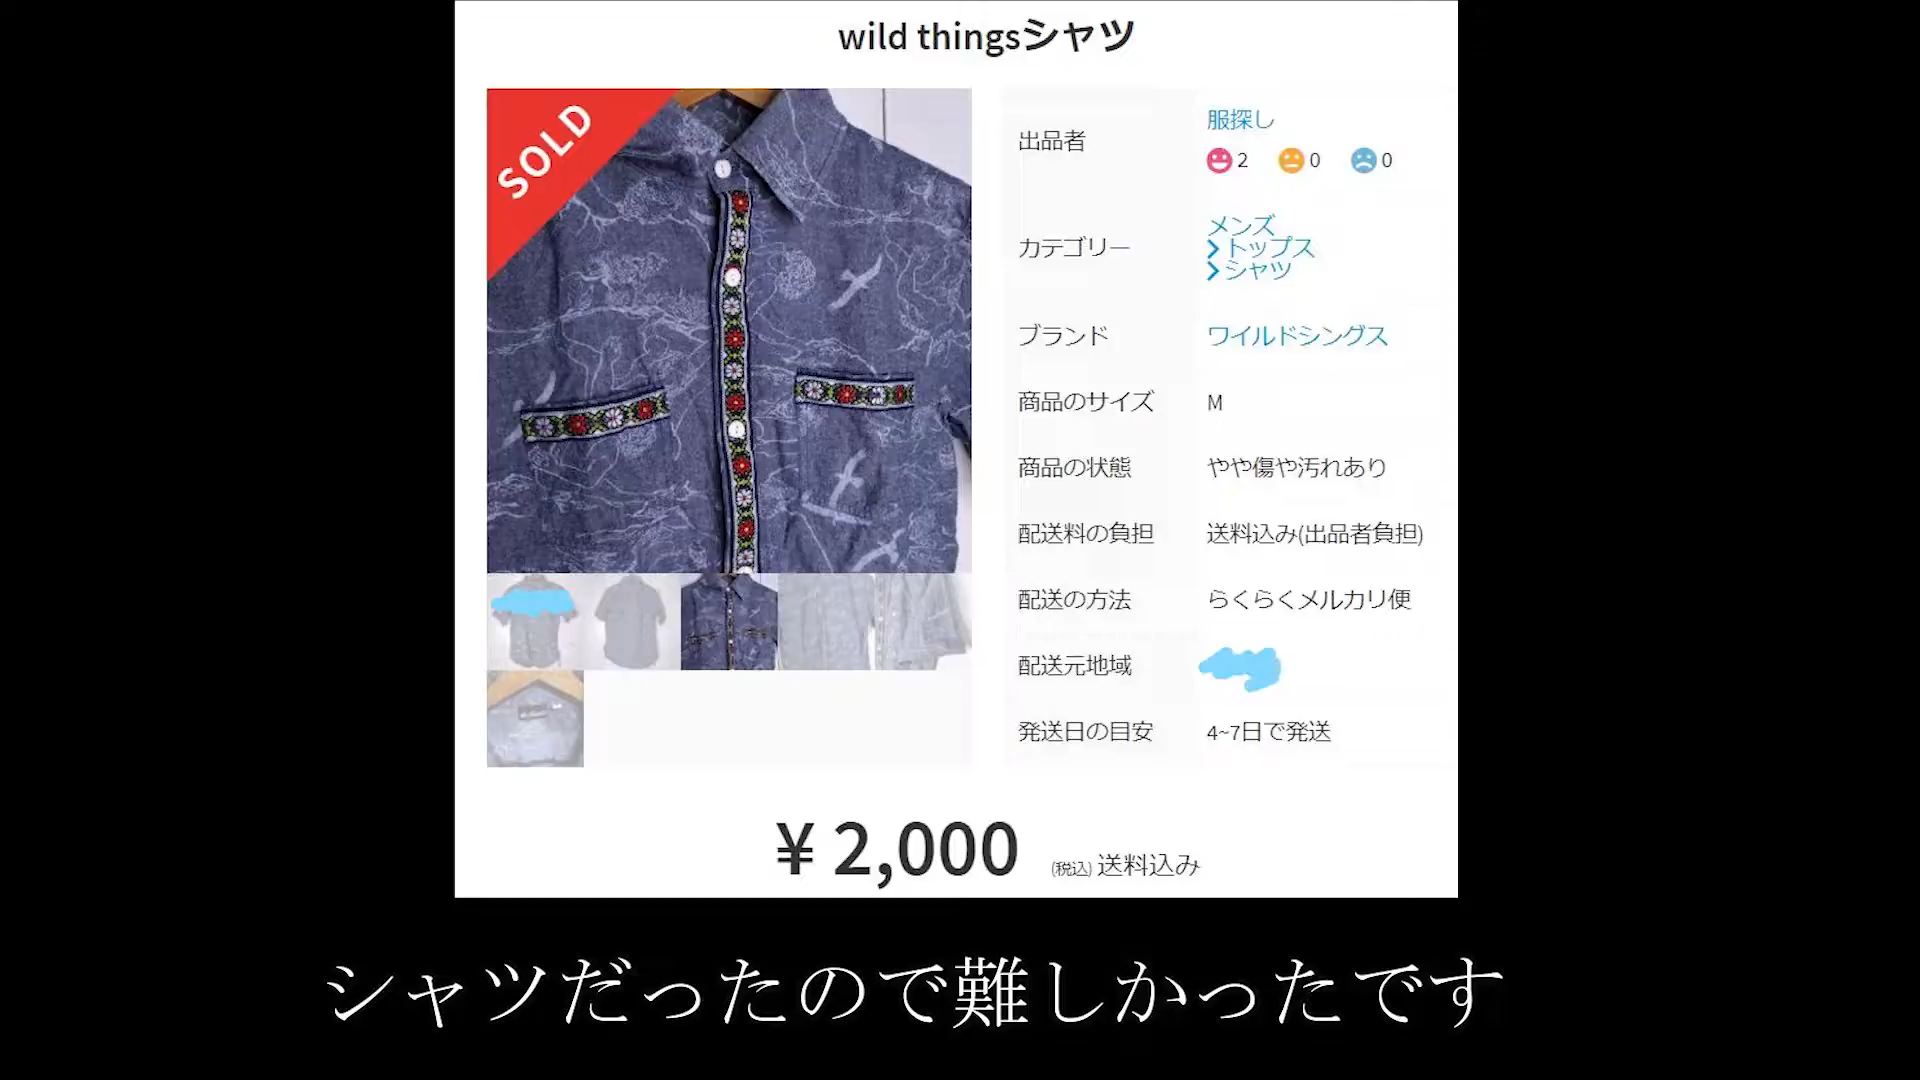 wild thingsシャツ
SOLD
出品者
服探し
2 0 0
カテゴリー
メンズ
トップス
シャツ
ブランド
ワイルドシングス
商品のサイズ
M
商品の状態
やや傷や汚れあり
配送料の負担
送料込み(出品者負担)
配送の方法
らくらくメルカリ便
配送元地域
発送日の目安
4~7日で発送
¥ 2,000 (税込) 送料込み
シャツだったので難しかったです